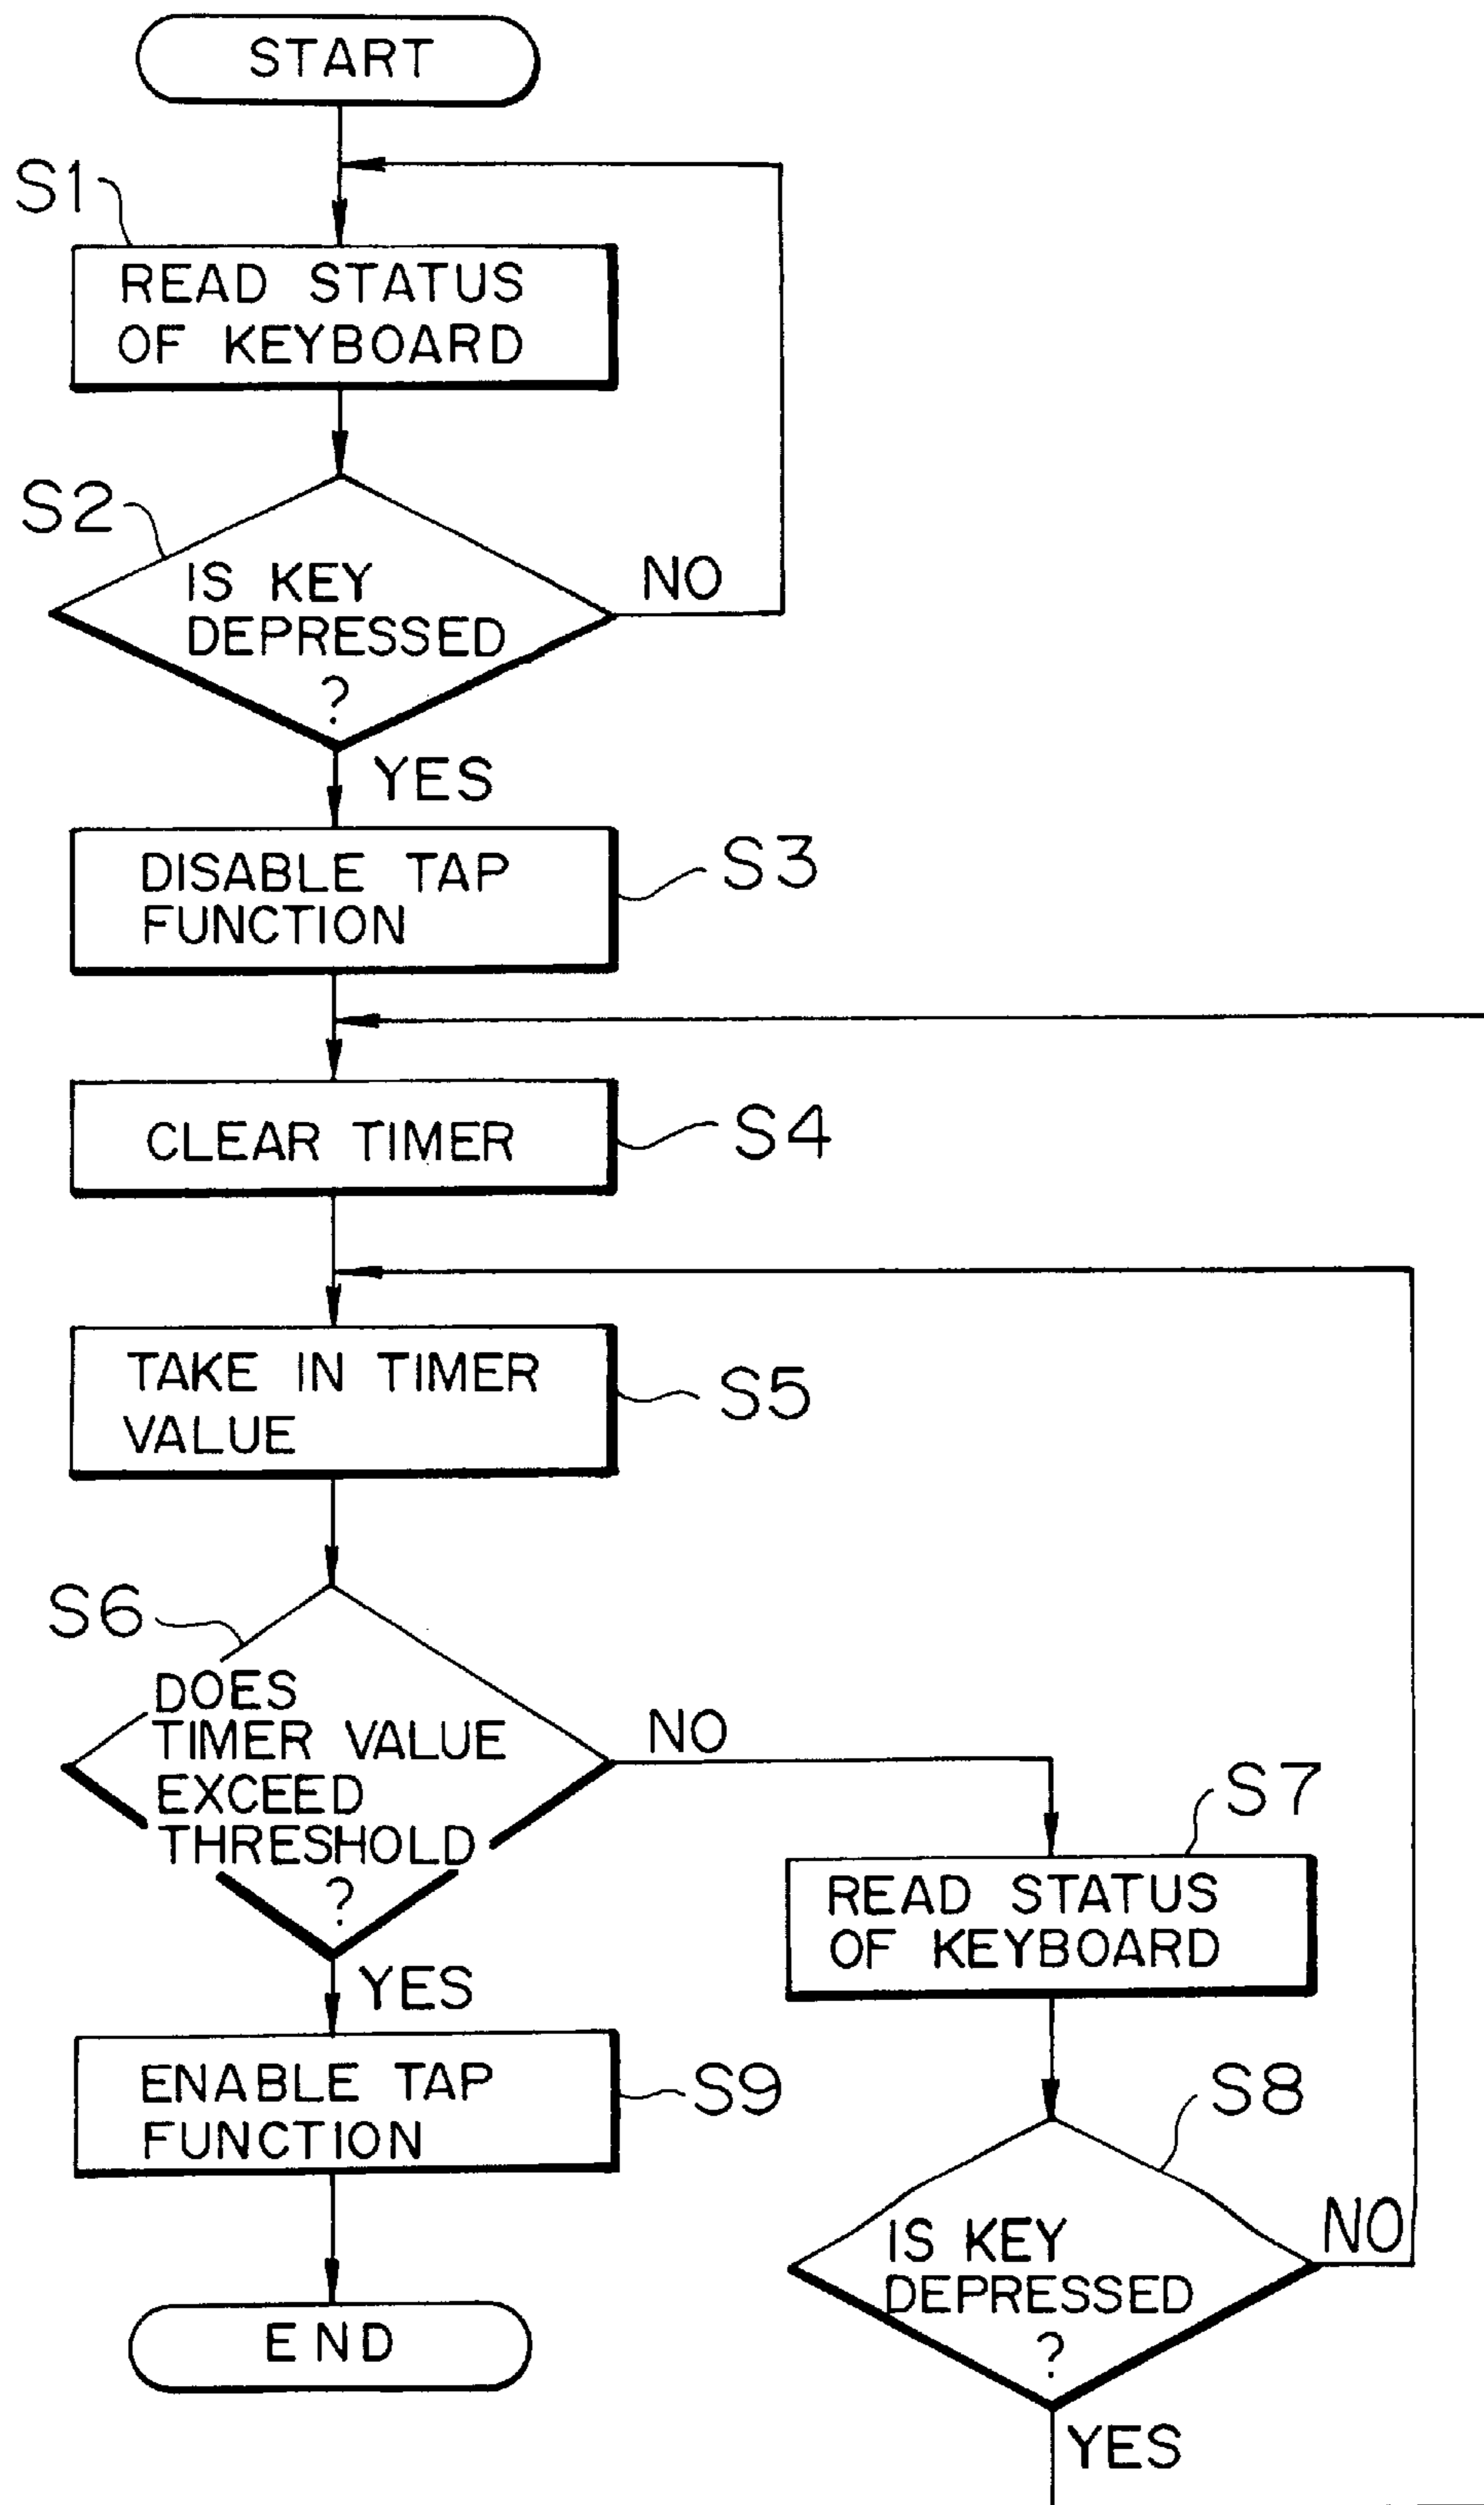 START
S1
READ STATUS
OF KEYBOARD
S2
IS KEY
DEPRESSED
?
NO
YES
DISABLE TAP
FUNCTION
S3
CLEAR TIMER
S4
TAKE IN TIMER
VALUE
S5
S6
DOES
TIMER VALUE
EXCEED
THRESHOLD
?
NO
YES
S7
READ STATUS
OF KEYBOARD
ENABLE TAP
FUNCTION
S9
S8
IS KEY
DEPRESSED
?
NO
YES
END